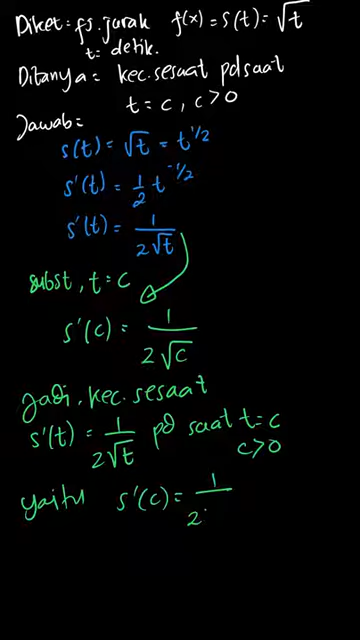 Diket = fs. jarak f(x) = s(t) = √t
t = detik.
Ditanya = kec. sesaat pd saat
t = c, c > 0
Jawab =
s(t) = √t = t^1/2
s'(t) = 1/2 t^-1/2
s'(t) = 1/2√t
subst, t = c
s'(c) = 1/2√c
Jadi, kec. sesaat
s'(t) = 1/2√t pd saat t = c
c > 0
yaitu s'(c) = 1/2